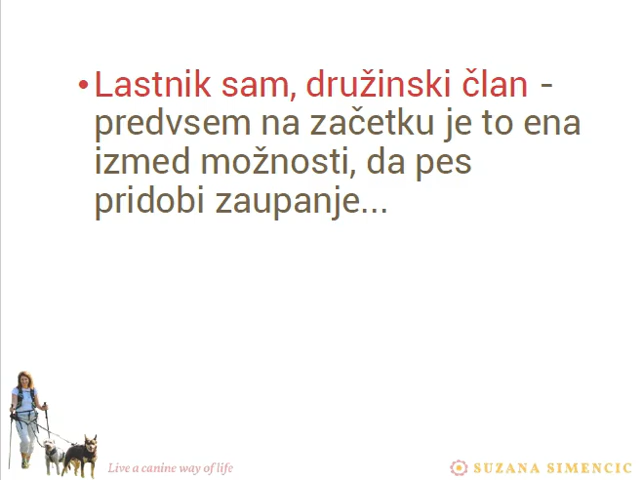 •Lastnik sam, družinski član -
predvsem na začetku je to ena
izmed možnosti, da pes
pridobi zaupanje...
Live a canine way of life
SUZANA SIMENCIC